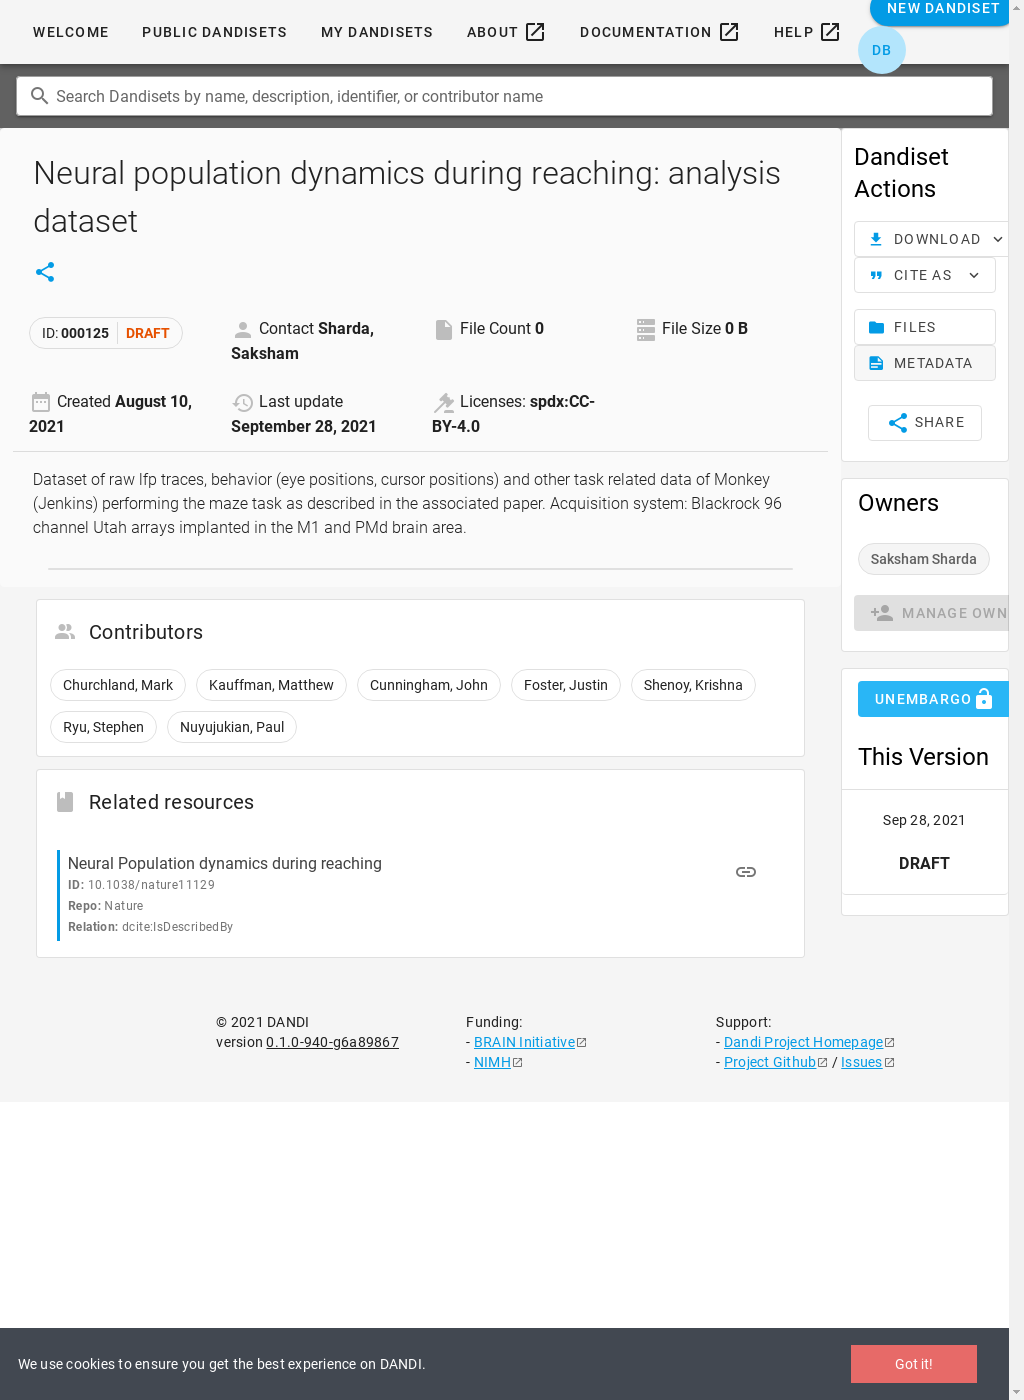 WELCOME PUBLIC DANDISETS MY DANDISETS ABOUT DOCUMENTATION HELP NEW DANDISET
DB
Search Dandisets by name, description, identifier, or contributor name
Neural population dynamics during reaching: analysis
dataset
ID: 000125 DRAFT
Contact Sharda,
Saksham
File Count 0
File Size 0 B
Created August 10,
2021
Last update
September 28, 2021
Licenses: spdx:CC-
BY-4.0
Dataset of raw lfp traces, behavior (eye positions, cursor positions) and other task related data of Monkey
(Jenkins) performing the maze task as described in the associated paper. Acquisition system: Blackrock 96
channel Utah arrays implanted in the M1 and PMd brain area.
Contributors
Churchland, Mark Kauffman, Matthew Cunningham, John Foster, Justin Shenoy, Krishna
Ryu, Stephen Nuyujukian, Paul
Related resources
Neural Population dynamics during reaching
ID: 10.1038/nature11129
Repo: Nature
Relation: dcite:IsDescribedBy
Dandiset
Actions
DOWNLOAD
CITE AS
FILES
METADATA
SHARE
Owners
Saksham Sharda
MANAGE OWN
UNEMBARGO
This Version
Sep 28, 2021
DRAFT
© 2021 DANDI
version 0.1.0-940-g6a89867
Funding:
- BRAIN Initiative
- NIMH
Support:
- Dandi Project Homepage
- Project Github / Issues
We use cookies to ensure you get the best experience on DANDI.
Got it!